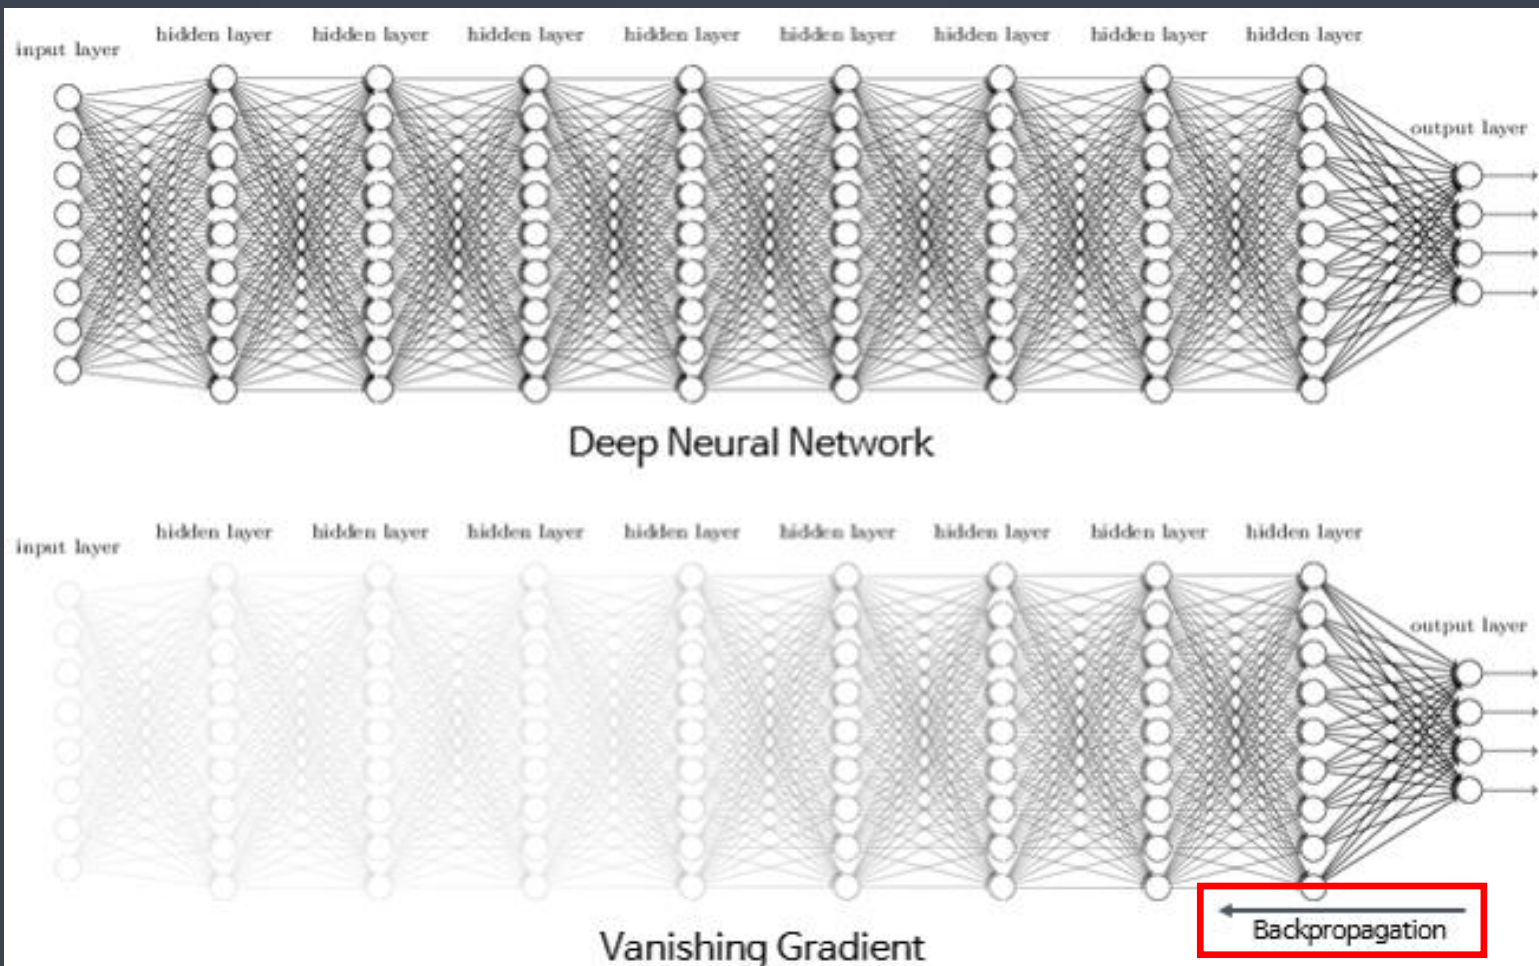 input layer
hidden layer hidden layer hidden layer hidden layer hidden layer hidden layer hidden layer hidden layer
output layer
Deep Neural Network
input layer
hidden layer hidden layer hidden layer hidden layer hidden layer hidden layer hidden layer hidden layer
output layer
Backpropagation
Vanishing Gradient